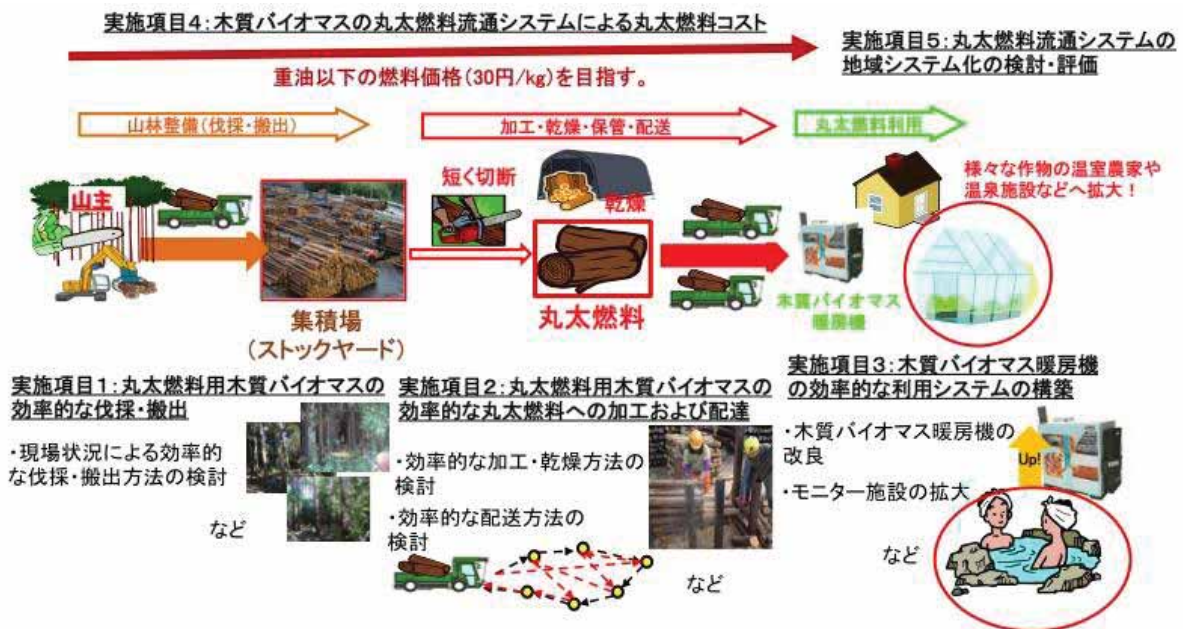 実施項目4：木質バイオマスの丸太燃料流通システムによる丸太燃料コスト
重油以下の燃料価格(30円/kg)を目指す。
実施項目5：丸太燃料流通システムの
地域システム化の検討・評価
山林整備(伐採・搬出)
加工・乾燥・保管・配送
丸太燃料利用
山主
集積場
(ストックヤード)
短く切断
乾燥
丸太燃料
木質バイオマス
暖房機
様々な作物の温室農家や
温泉施設などへ拡大！
実施項目1：丸太燃料用木質バイオマスの
効率的な伐採・搬出
・現場状況による効率的
な伐採・搬出方法の検討
など
実施項目2：丸太燃料用木質バイオマスの
効率的な丸太燃料への加工および配達
・効率的な加工・乾燥方法の
検討
・効率的な配送方法の
検討
など
実施項目3：木質バイオマス暖房機
の効率的な利用システムの構築
・木質バイオマス暖房機の
改良
Up!
・モニター施設の拡大
など